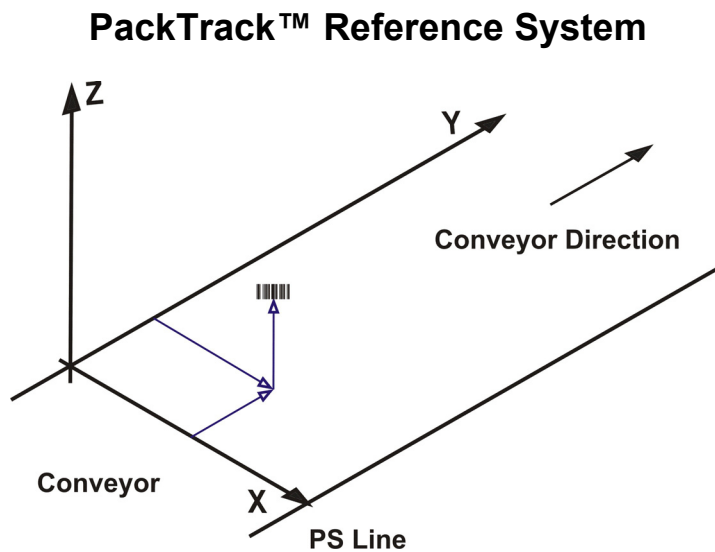 PackTrack™ Reference System
Z
Y
Conveyor Direction
Conveyor
X
PS Line